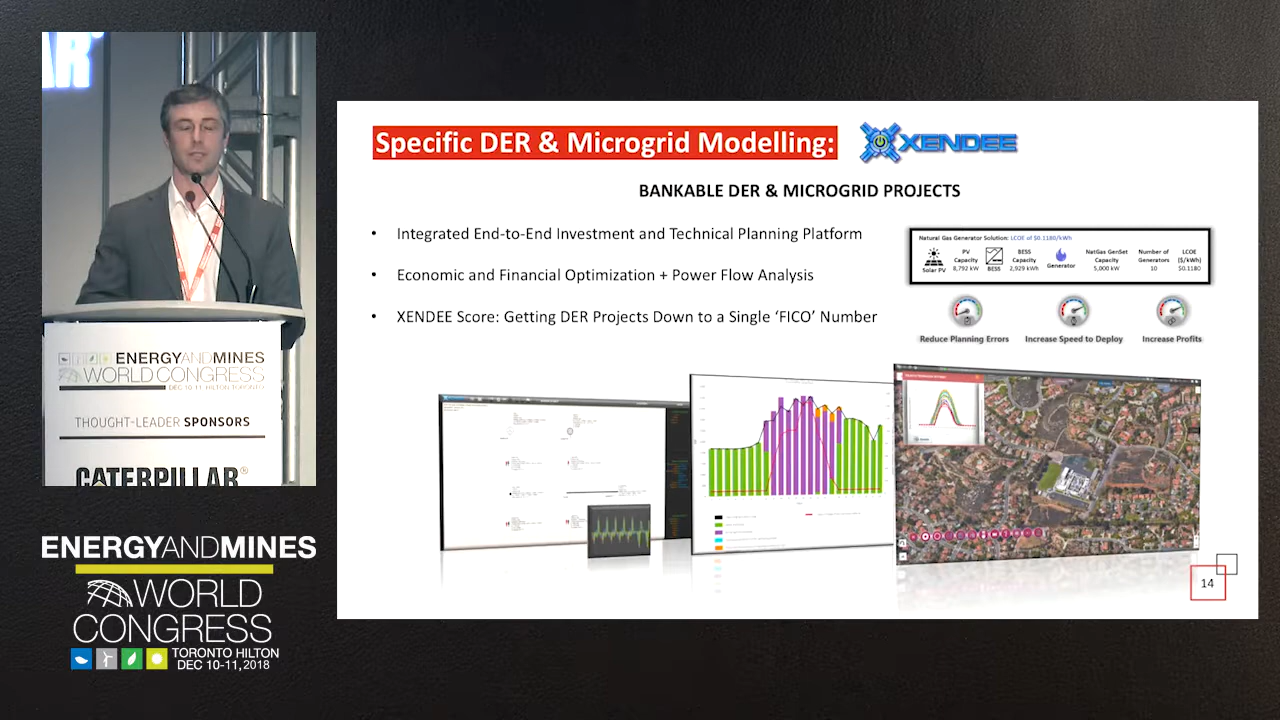 AR
ENERGYANDMINES
WORLD CONGRESS
DEC 10-11, HILTON TORONTO
THOUGHT-LEADER SPONSORS
CATERPILLAR®
ENERGYANDMINES
WORLD
CONGRESS
TORONTO HILTON
DEC 10-11, 2018
Specific DER & Microgrid Modelling:
XENDEE
BANKABLE DER & MICROGRID PROJECTS
• Integrated End-to-End Investment and Technical Planning Platform
• Economic and Financial Optimization + Power Flow Analysis
• XENDEE Score: Getting DER Projects Down to a Single ‘FICO’ Number
Natural Gas Generator Solution: LCOE of $0.1180/kWh
Solar PV
PV Capacity
8,792 kW
BESS
BESS Capacity
2,929 kWh
Generator
NatGas GenSet Capacity
5,000 kW
Number of Generators
10
LCOE ($/kWh)
$0.1180
Reduce Planning Errors
Increase Speed to Deploy
Increase Profits
14